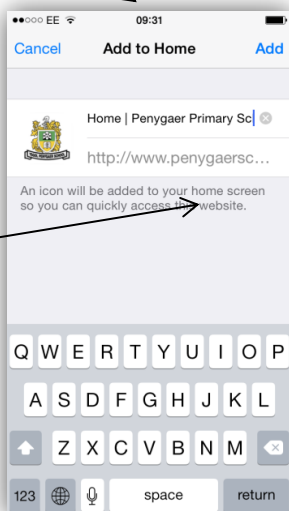 EE 09:31
Cancel Add to Home Add
Home | Penygaer Primary Sc
http://www.penygaersc...
An icon will be added to your home screen
so you can quickly access this website.
Q W E R T Y U I O P
A S D F G H J K L
Z X C V B N M
123 space return